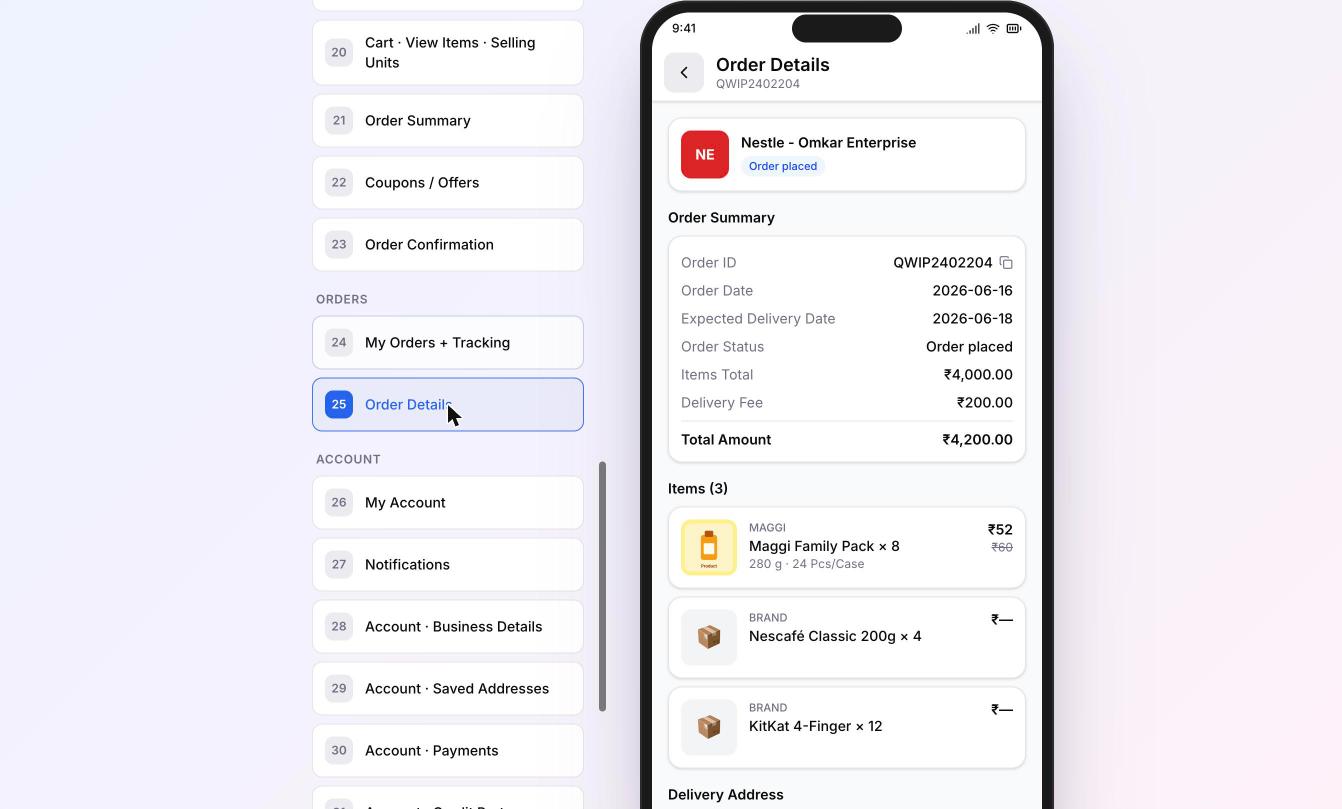 20
Cart · View Items · Selling
Units
21
Order Summary
22
Coupons / Offers
23
Order Confirmation
ORDERS
24
My Orders + Tracking
25
Order Details
ACCOUNT
26
My Account
27
Notifications
28
Account · Business Details
29
Account · Saved Addresses
30
Account · Payments
9:41
Order Details
QWIP2402204
NE
Nestle - Omkar Enterprise
Order placed
Order Summary
Order ID QWIP2402204
Order Date 2026-06-16
Expected Delivery Date 2026-06-18
Order Status Order placed
Items Total ₹4,000.00
Delivery Fee ₹200.00
Total Amount ₹4,200.00
Items (3)
Product
MAGGI
Maggi Family Pack × 8
280 g · 24 Pcs/Case
₹52
₹60
BRAND
Nescafé Classic 200g × 4
₹—
BRAND
KitKat 4-Finger × 12
₹—
Delivery Address